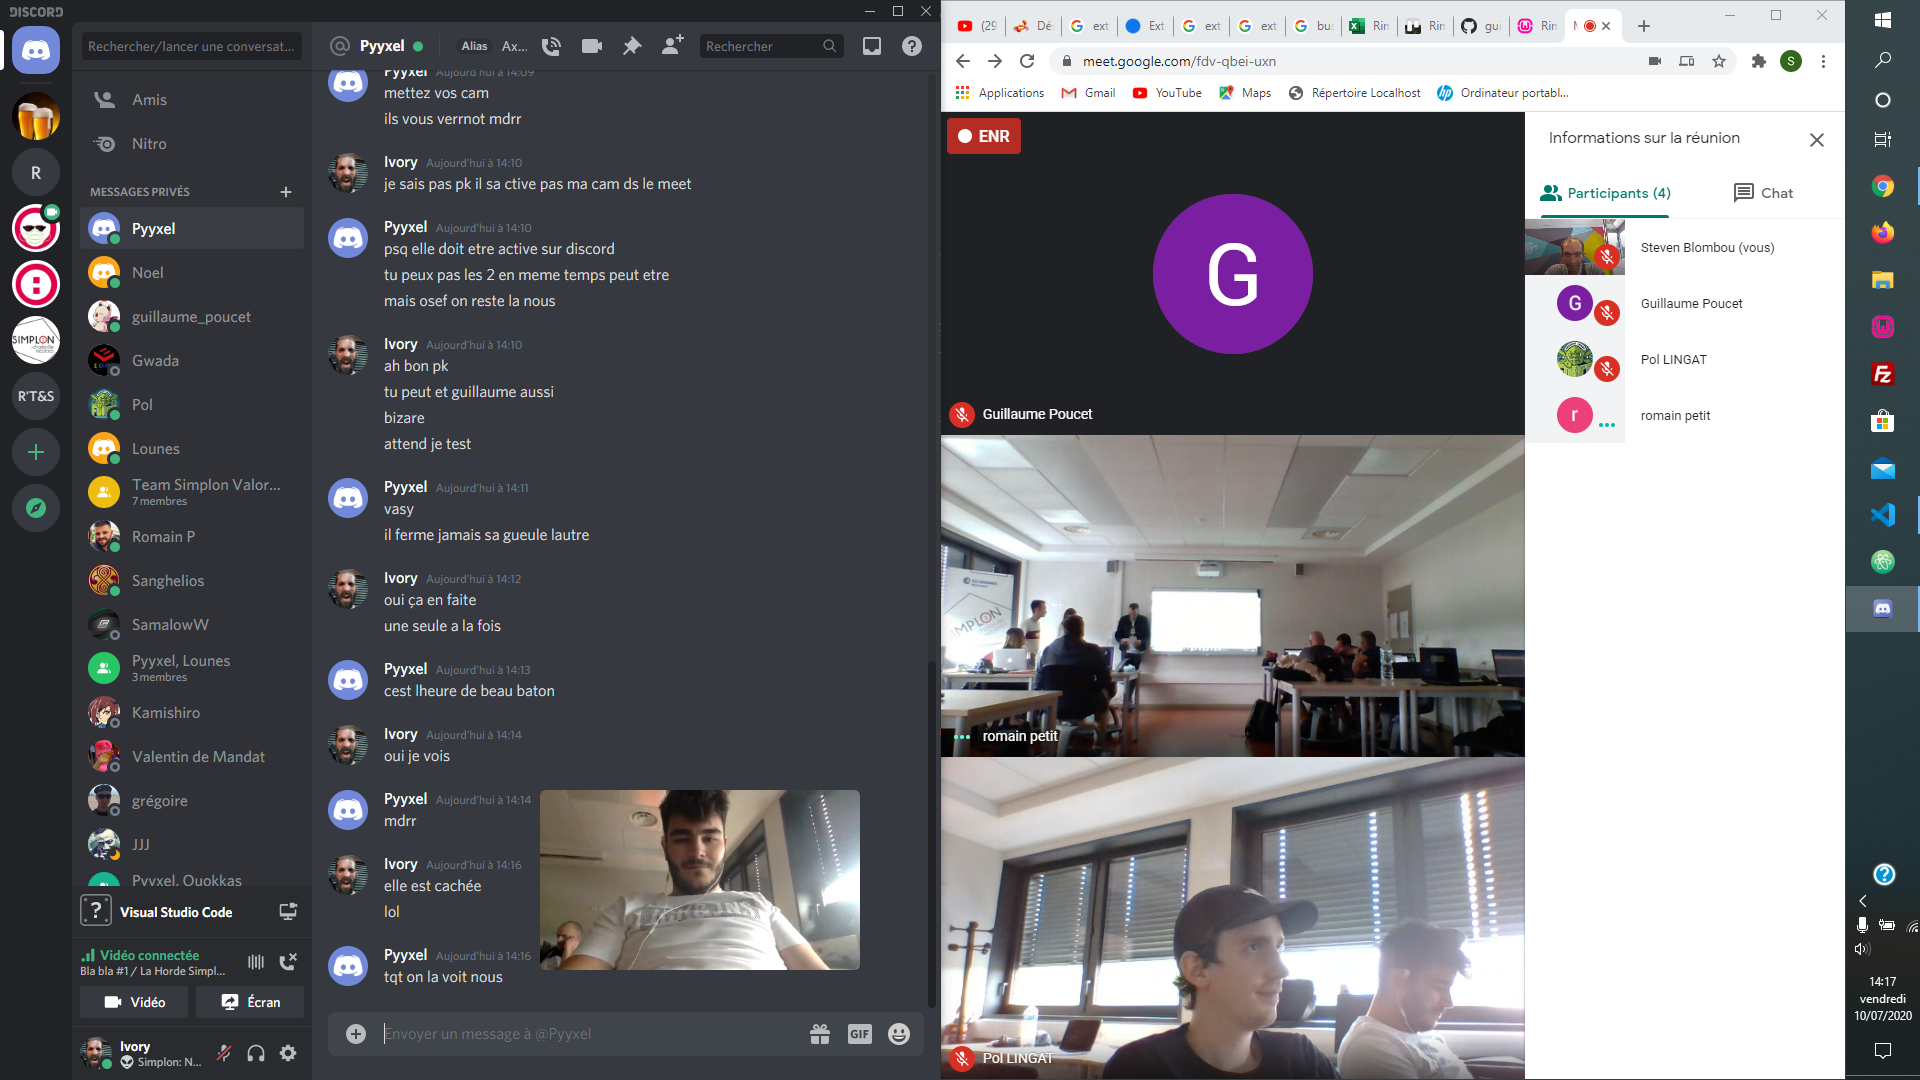 DISCORD
Rechercher/lancer une conversat...
Amis
Nitro
MESSAGES PRIVÉS
Pyyxel
Noel
guillaume_poucet
Gwada
Pol
Lounes
Team Simplon Valor...
7 membres
Romain P
Sanghelios
SamalowW
Pyyxel, Lounes
3 membres
Kamishiro
Valentin de Mandat
grégoire
JJJ
Pyyxel, Quokkas
R
SIMPLON
R'T&S
Visual Studio Code
Vidéo connectée
Bla bla #1 / La Horde Simpl...
Vidéo
Écran
Ivory
Simplon: N...
Pyyxel
Alias
Ax...
Rechercher
Pyyxel Aujourd'hui à 14:09
mettez vos cam
ils vous verrnot mdrr
Ivory Aujourd'hui à 14:10
je sais pas pk il sa ctive pas ma cam ds le meet
Pyyxel Aujourd'hui à 14:10
psq elle doit etre active sur discord
tu peux pas les 2 en meme temps peut etre
mais osef on reste la nous
Ivory Aujourd'hui à 14:10
ah bon pk
tu peut et guillaume aussi
bizare
attend je test
Pyyxel Aujourd'hui à 14:11
vasy
il ferme jamais sa gueule lautre
Ivory Aujourd'hui à 14:12
oui ça en faite
une seule a la fois
Pyyxel Aujourd'hui à 14:13
cest lheure de beau baton
Ivory Aujourd'hui à 14:14
oui je vois
Pyyxel Aujourd'hui à 14:14
mdrr
Ivory Aujourd'hui à 14:16
elle est cachée
lol
Pyyxel Aujourd'hui à 14:16
tqt on la voit nous
Envoyer un message à @Pyyxel
GIF
(29
Dé
ext
Ext
ext
ext
bu
Rin
Rin
gui
Rin
meet.google.com/fdv-qbei-uxn
S
Applications
Gmail
YouTube
Maps
Répertoire Localhost
Ordinateur portabl...
ENR
G
Guillaume Poucet
SIMPLON
romain petit
Pol LINGAT
Informations sur la réunion
Participants (4)
Chat
Steven Blombou (vous)
G
Guillaume Poucet
Pol LINGAT
r
romain petit
Fz
14:17
vendredi
10/07/2020